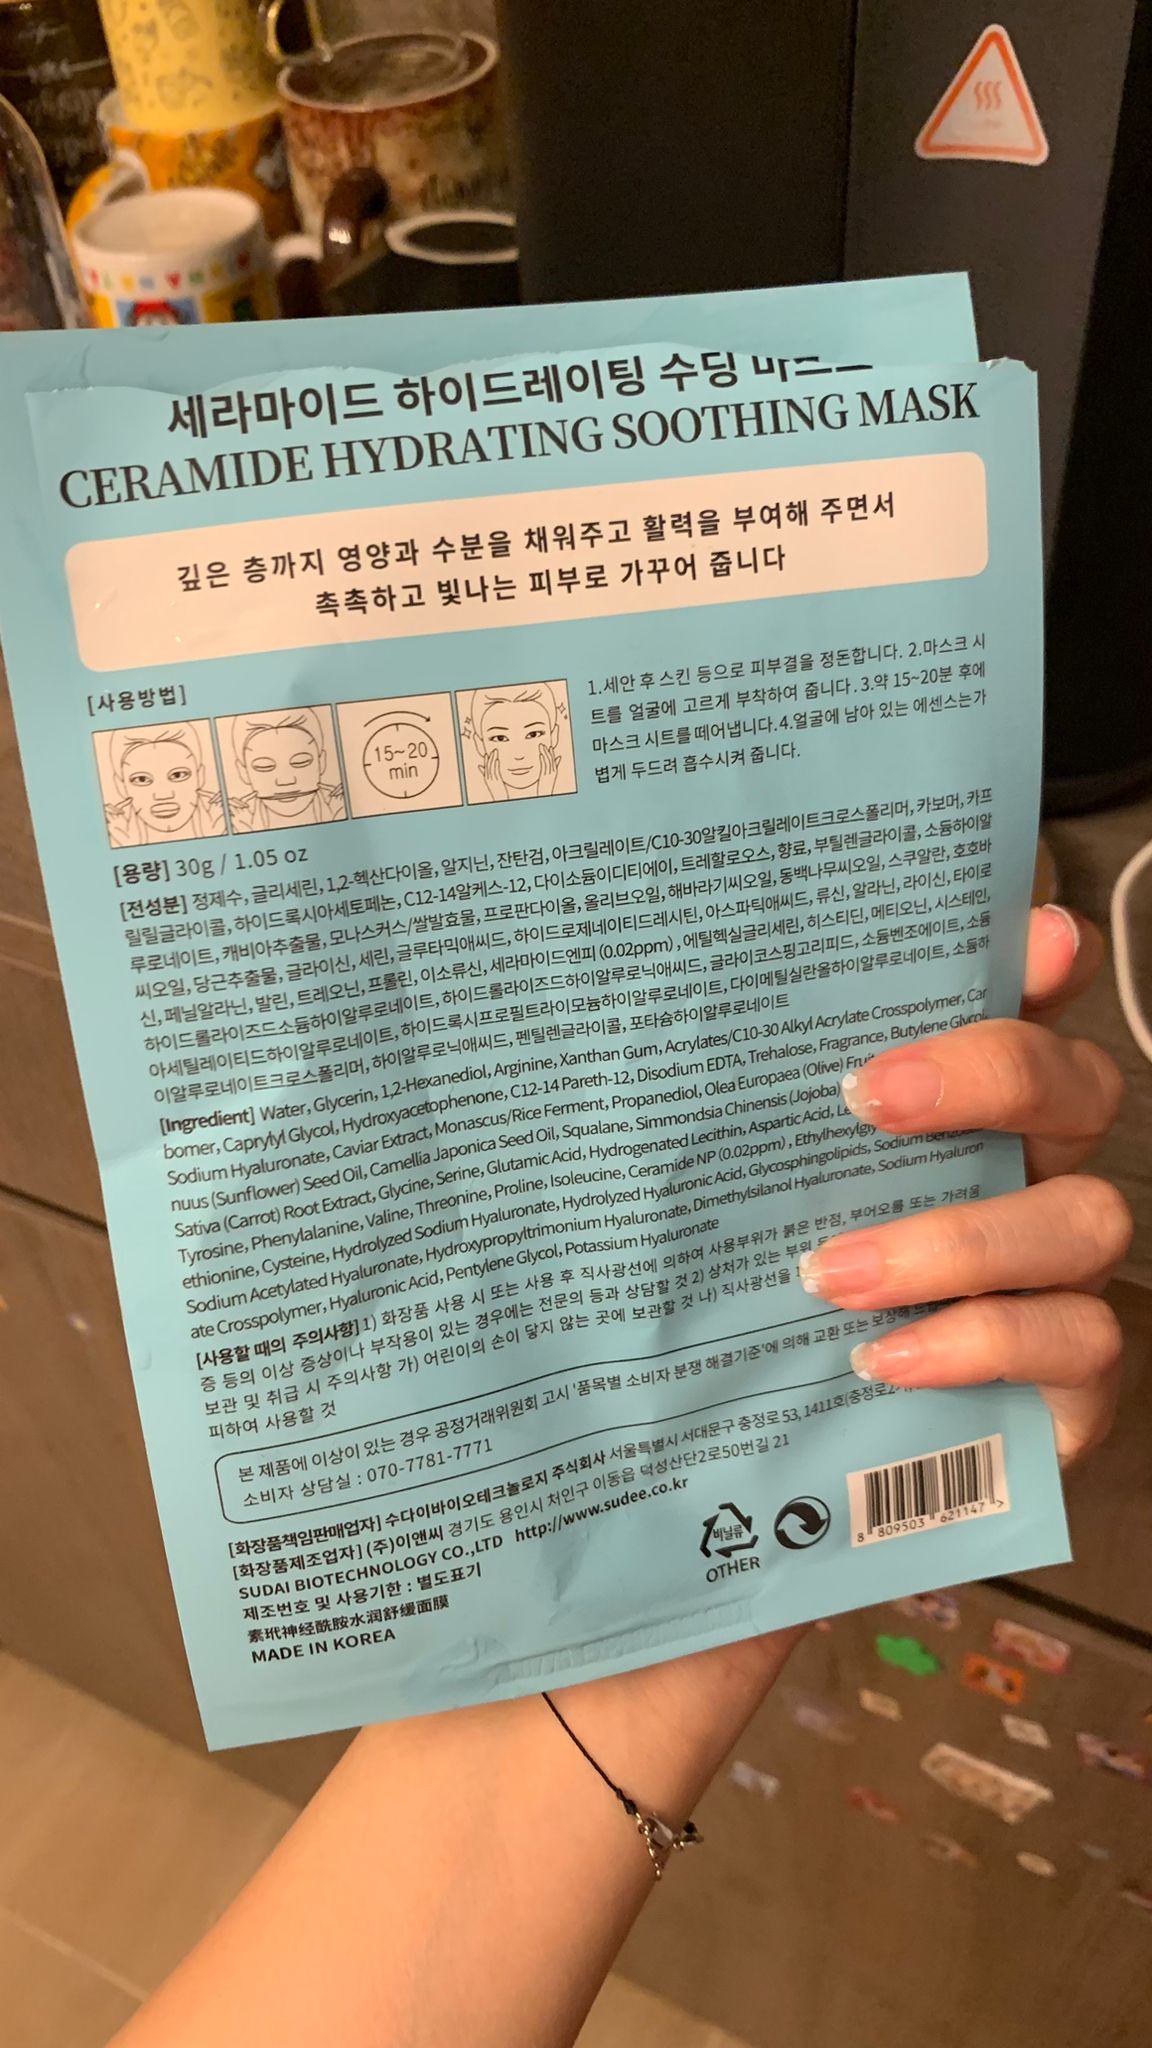 세라마이드 하이드레이팅 수딩 마스크
CERAMIDE HYDRATING SOOTHING MASK
깊은 층까지 영양과 수분을 채워주고 활력을 부여해 주면서
촉촉하고 빛나는 피부로 가꾸어 줍니다
[사용방법]
15~20
min
1.세안 후 스킨 등으로 피부결을 정돈합니다. 2.마스크 시
트를 얼굴에 고르게 부착하여 줍니다.3.약 15~20분 후에
마스크 시트를 떼어냅니다.4.얼굴에 남아 있는 에센스는가
볍게 두드려 흡수시켜 줍니다.
[용량] 30g / 1.05 oz
[전성분] 정제수, 글리세린, 1,2-헥산다이올, 알지닌, 잔탄검, 아크릴레이트/C10-30알킬아크릴레이트크로스폴리머, 카보머, 카프
릴릴글라이콜, 하이드록시아세토페논, C12-14알케스-12, 다이소듐이디티에이, 트레할로오스, 향료, 부틸렌글라이콜, 소듐하이알
루로네이트, 캐비아추출물, 모나스커스/쌀발효물, 프로판다이올, 올리브오일, 해바라기씨오일, 동백나무씨오일, 스쿠알란, 호호바
씨오일, 당근추출물, 글라이신, 세린, 글루타믹애씨드, 하이드로제네이티드레시틴, 아스파틱애씨드, 류신, 알라닌, 라이신, 타이로
신, 페닐알라닌, 발린, 트레오닌, 프롤린, 이소류신, 세라마이드엔피 (0.02ppm) , 에틸헥실글리세린, 히스티딘, 메티오닌, 시스테인,
하이드롤라이즈드소듐하이알루로네이트, 하이드롤라이즈드하이알루로닉애씨드, 글라이코스핑고리피드, 소듐벤조에이트, 소듐
아세틸레이티드하이알루로네이트, 하이드록시프로필트라이모늄하이알루로네이트, 다이메틸실란올하이알루로네이트, 소듐하
이알루로네이트크로스폴리머, 하이알루로닉애씨드, 펜틸렌글라이콜, 포타슘하이알루로네이트
[Ingredient] Water, Glycerin, 1,2-Hexanediol, Arginine, Xanthan Gum, Acrylates/C10-30 Alkyl Acrylate Crosspolymer, Car
bomer, Caprylyl Glycol, Hydroxyacetophenone, C12-14 Pareth-12, Disodium EDTA, Trehalose, Fragrance, Butylene Glycol,
Sodium Hyaluronate, Caviar Extract, Monascus/Rice Ferment, Propanediol, Olea Europaea (Olive)
nuus (Sunflower) Seed Oil, Camellia Japonica Seed Oil, Squalane, Simmondsia Chinensis (Jojoba)
Sativa (Carrot) Root Extract, Glycine, Serine, Glutamic Acid, Hydrogenated Lecithin, Aspartic Acid,
Tyrosine, Phenylalanine, Valine, Threonine, Proline, Isoleucine, Ceramide NP (0.02ppm) ,
ethionine, Cysteine, Hydrolyzed Sodium Hyaluronate, Hydrolyzed Hyaluronic Acid, Glycosphingolipids, Sodium
Sodium Acetylated Hyaluronate, Hydroxypropyltrimonium Hyaluronate, Dimethylsilanol Hyaluronate, Sodium Hyaluron
ate Crosspolymer, Hyaluronic Acid, Pentylene Glycol, Potassium Hyaluronate
[사용할 때의 주의사항] 1) 화장품 사용 시 또는 사용 후 직사광선에 의하여 사용부위가 붉은 반점, 부어오름 또는 가려움
증 등의 이상 증상이나 부작용이 있는 경우에는 전문의 등과 상담할 것 2) 상처가 있는 부위
보관 및 취급 시 주의사항 가) 어린이의 손이 닿지 않는 곳에 보관할 것 나) 직사광선을
피하여 사용할 것
본 제품에 이상이 있는 경우 공정거래위원회 고시 '품목별 소비자 분쟁 해결기준'에 의해 교환 또는 보상해
소비자 상담실 : 070-7781-7771
[화장품책임판매업자] 수다이바이오테크놀로지 주식회사 서울특별시 서대문구 충정로 53, 1411호
[화장품제조업자] (주)이앤씨 경기도 용인시 처인구 이동읍 덕성산단2로50번길 21
SUDAI BIOTECHNOLOGY CO.,LTD http://www.sudee.co.kr
제조번호 및 사용기한 : 별도표기
素玳神经酰胺水润舒缓面膜
MADE IN KOREA
비닐류
OTHER
8 809503 621147 >